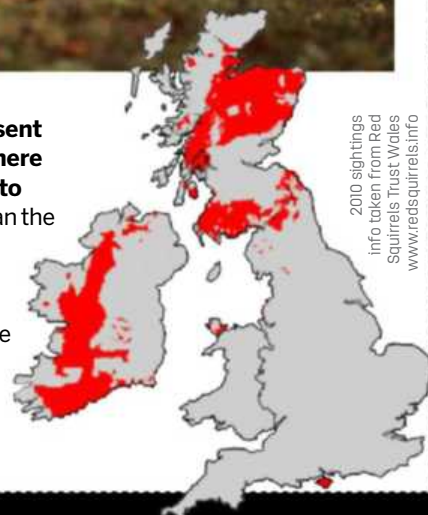 sent
here
to
an the
e
2010 sightings
info taken from Red
Squirrels Trust Wales
www.redsquirrels.info